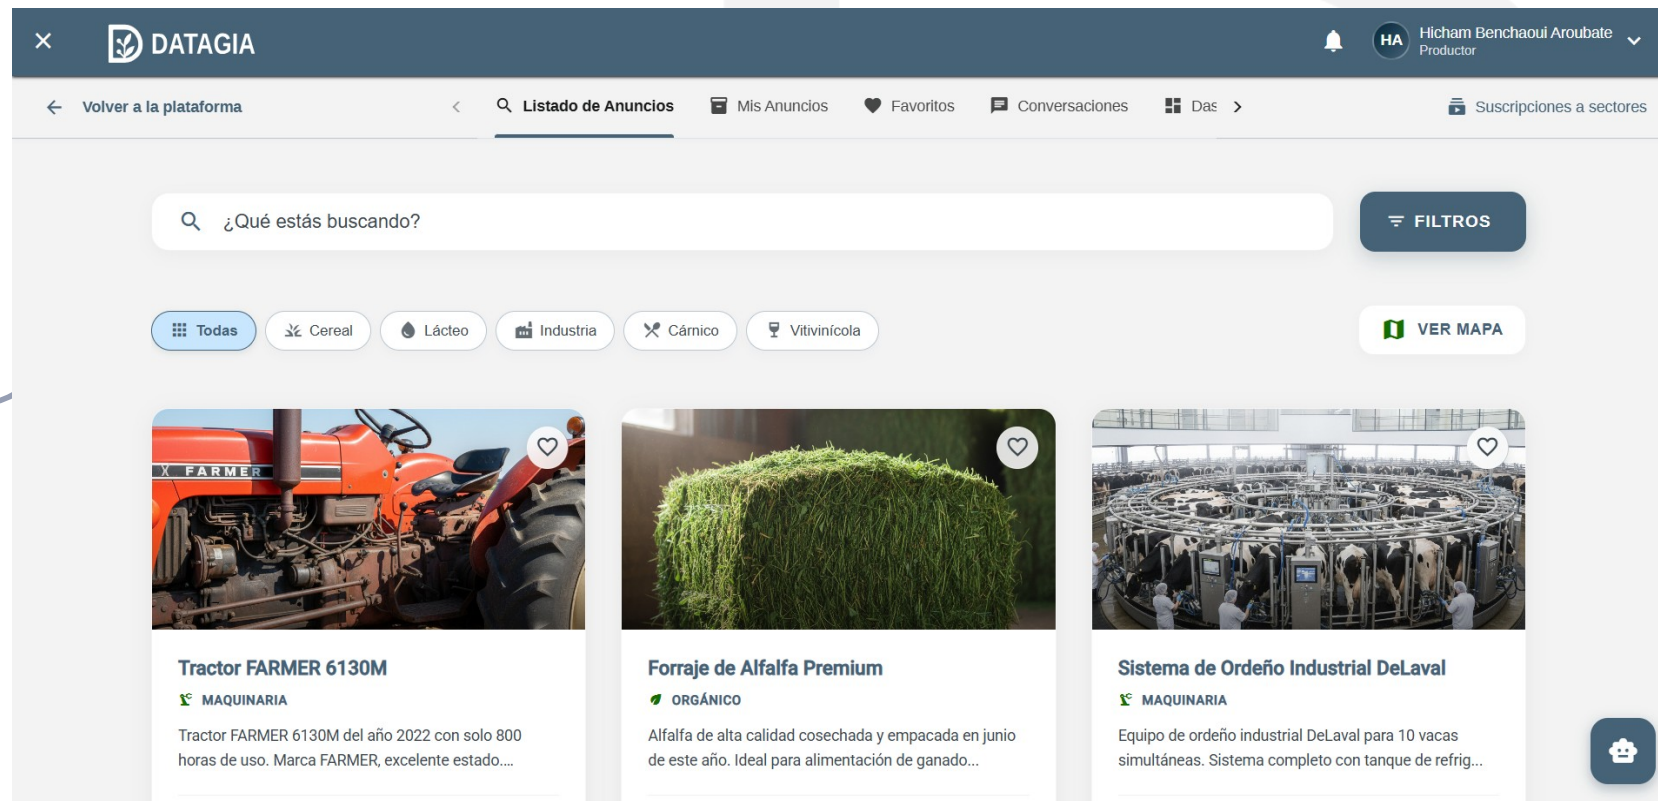 DATAGIA
HA
Hicham Benchaoui Aroubate
Productor
Volver a la plataforma
Listado de Anuncios
Mis Anuncios
Favoritos
Conversaciones
Das
Suscripciones a sectores
¿Qué estás buscando?
FILTROS
Todas
Cereal
Lácteo
Industria
Cárnico
Vitivinícola
VER MAPA
X FARMER
Tractor FARMER 6130M
MAQUINARIA
Tractor FARMER 6130M del año 2022 con solo 800
horas de uso. Marca FARMER, excelente estado....
Forraje de Alfalfa Premium
ORGÁNICO
Alfalfa de alta calidad cosechada y empacada en junio
de este año. Ideal para alimentación de ganado...
Sistema de Ordeño Industrial DeLaval
MAQUINARIA
Equipo de ordeño industrial DeLaval para 10 vacas
simultáneas. Sistema completo con tanque de refrig...